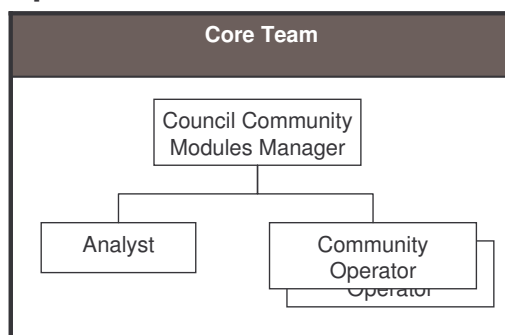 Core Team
Council Community
Modules Manager
Analyst
Community
Operator
Operator